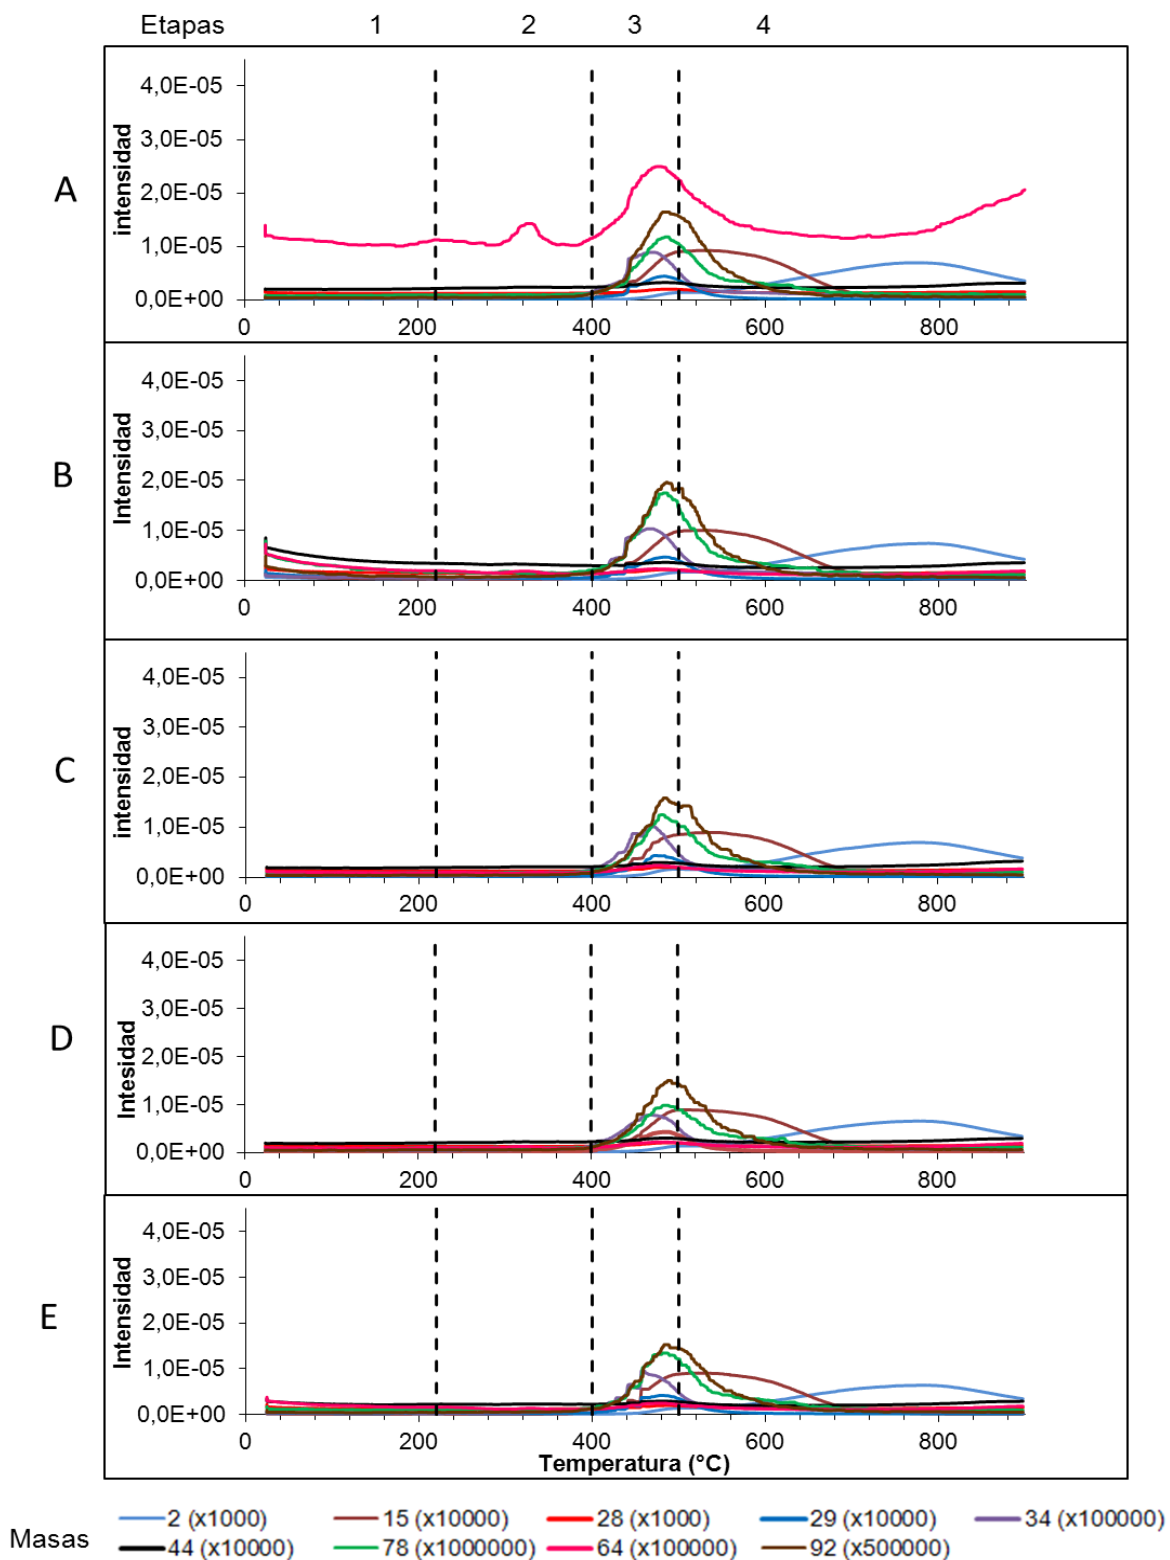 Etapas 1 2 3 4
A
intensidad
4,0E-05
3,0E-05
2,0E-05
1,0E-05
0,0E+00
0 200 400 600 800
B
Intensidad
4,0E-05
3,0E-05
2,0E-05
1,0E-05
0,0E+00
0 200 400 600 800
C
intensidad
4,0E-05
3,0E-05
2,0E-05
1,0E-05
0,0E+00
0 200 400 600 800
D
Intesidad
4,0E-05
3,0E-05
2,0E-05
1,0E-05
0,0E+00
0 200 400 600 800
E
Intensidad
4,0E-05
3,0E-05
2,0E-05
1,0E-05
0,0E+00
0 200 400 600 800
Temperatura (°C)
Masas
2 (x1000) 15 (x10000) 28 (x1000) 29 (x10000) 34 (x100000)
44 (x10000) 78 (x1000000) 64 (x100000) 92 (x500000)